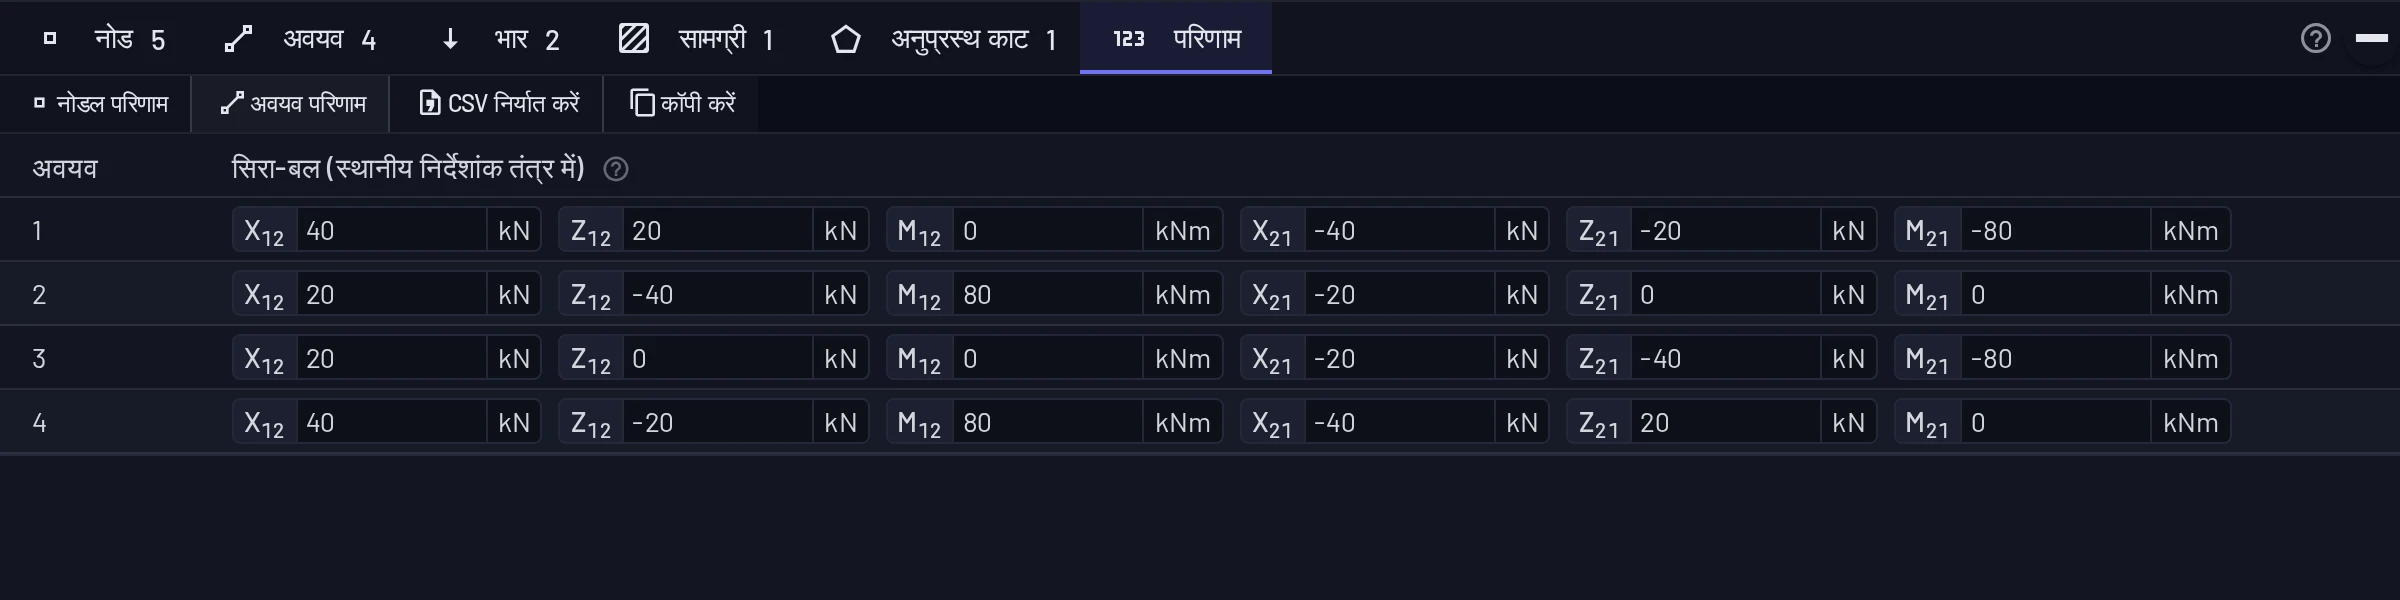 नोड 5 अवयव 4 भार 2 सामग्री 1 अनुप्रस्थ काट 1 123 परिणाम ?
नोडल परिणाम अवयव परिणाम CSV निर्यात करें कॉपी करें
अवयव सिरा-बल (स्थानीय निर्देशांक तंत्र में) ?
1 X12 40 kN Z12 20 kN M12 0 kNm X21 -40 kN Z21 -20 kN M21 -80 kNm
2 X12 20 kN Z12 -40 kN M12 80 kNm X21 -20 kN Z21 0 kN M21 0 kNm
3 X12 20 kN Z12 0 kN M12 0 kNm X21 -20 kN Z21 -40 kN M21 -80 kNm
4 X12 40 kN Z12 -20 kN M12 80 kNm X21 -40 kN Z21 20 kN M21 0 kNm